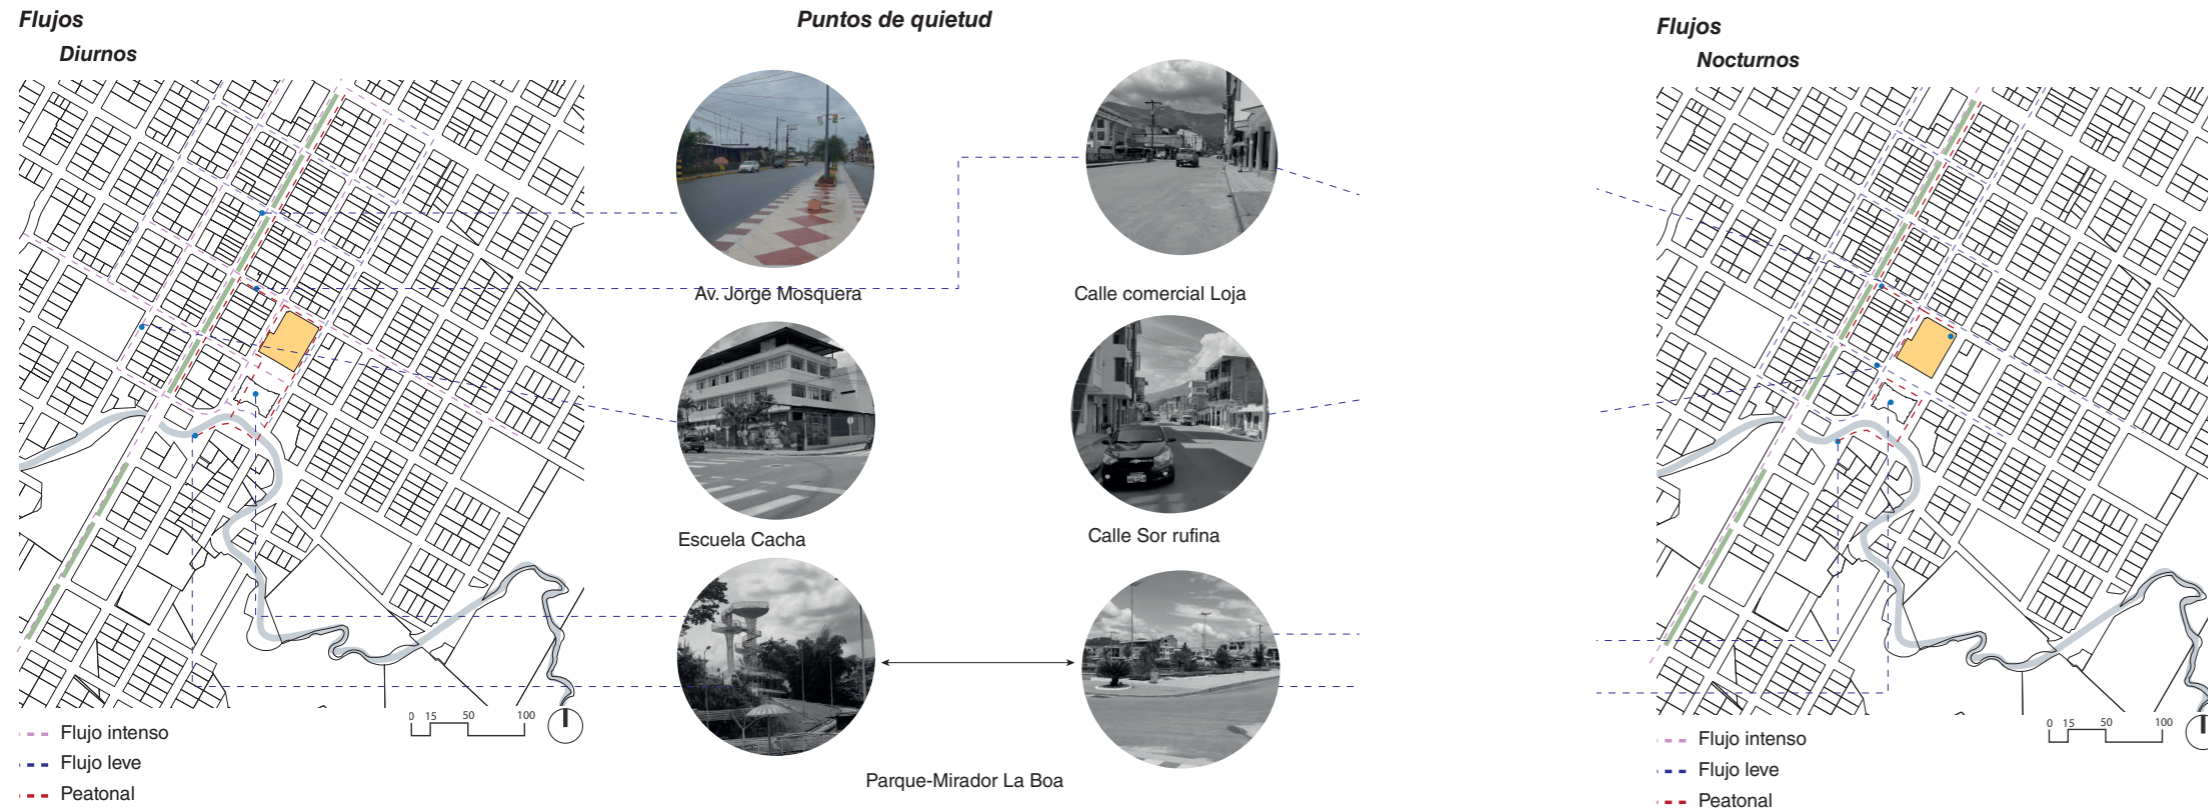 Flujos
Diurnos
Puntos de quietud
Flujos
Nocturnos
Av. Jorge Mosquera
Calle comercial Loja
Escuela Cacha
Calle Sor rufina
Parque-Mirador La Boa
0 15 50 100
Flujo intenso
Flujo leve
Peatonal
0 15 50 100
Flujo intenso
Flujo leve
Peatonal